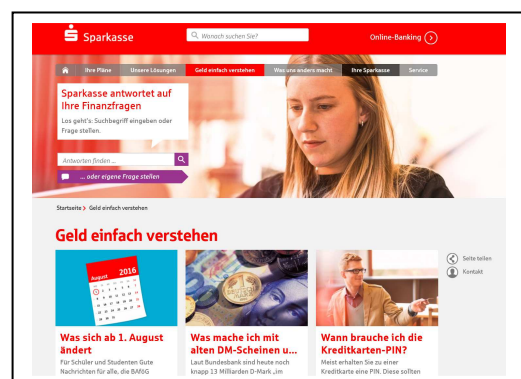 Sparkasse
Wonach suchen Sie?
Online-Banking
Ihre Pläne Unsere Lösungen Geld einfach verstehen Was uns anders macht Ihre Sparkasse Service
Sparkasse antwortet auf
Ihre Finanzfragen
Los geht's: Suchbegriff eingeben oder
Frage stellen.
Antworten finden ...
... oder eigene Frage stellen
Startseite > Geld einfach verstehen
Geld einfach verstehen
Seite teilen
Kontakt
August 2016
Was sich ab 1. August
ändert
Für Schüler und Studenten Gute
Nachrichten für alle, die BAföG
Was mache ich mit
alten DM-Scheinen u...
Laut Bundesbank sind heute noch
knapp 13 Milliarden D-Mark „im
Wann brauche ich die
Kreditkarten-PIN?
Meist erhalten Sie zu einer
Kreditkarte eine PIN. Diese sollten